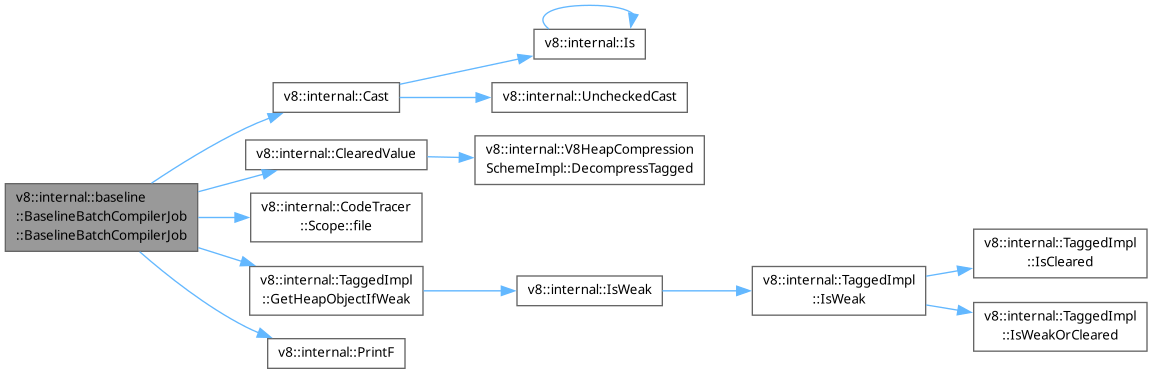 v8::internal::baseline
::BaselineBatchCompilerJob
::BaselineBatchCompilerJob
v8::internal::Cast
v8::internal::Is
v8::internal::UncheckedCast
v8::internal::ClearedValue
v8::internal::V8HeapCompression
SchemeImpl::DecompressTagged
v8::internal::CodeTracer
::Scope::file
v8::internal::TaggedImpl
::GetHeapObjectIfWeak
v8::internal::IsWeak
v8::internal::TaggedImpl
::IsWeak
v8::internal::TaggedImpl
::IsCleared
v8::internal::TaggedImpl
::IsWeakOrCleared
v8::internal::PrintF